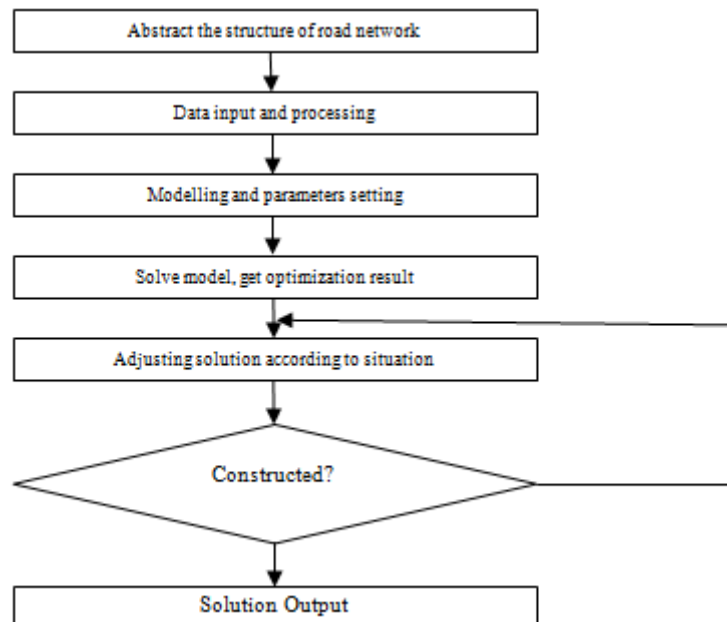 Abstract the structure of road network
Data input and processing
Modelling and parameters setting
Solve model, get optimization result
Adjusting solution according to situation
Constructed?
Solution Output